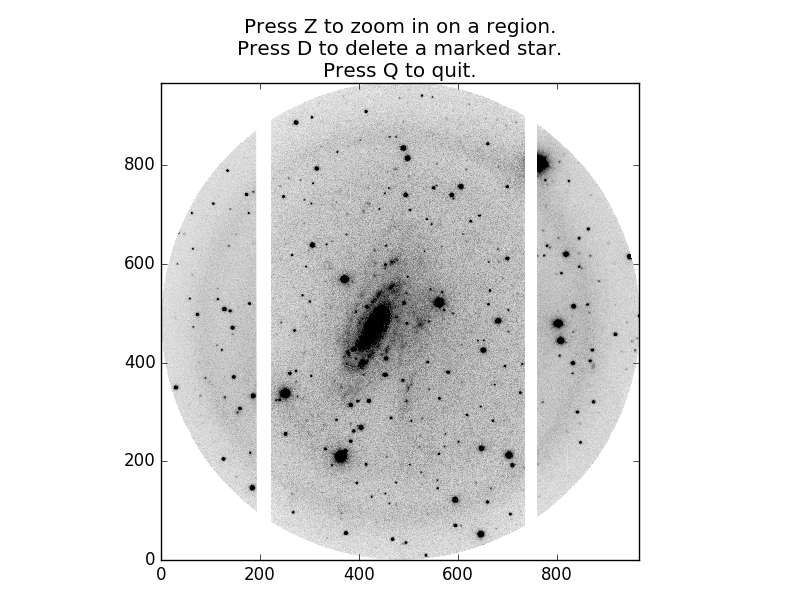 Press Z to zoom in on a region.
Press D to delete a marked star.
Press Q to quit.
800
600
400
200
0
0 200 400 600 800